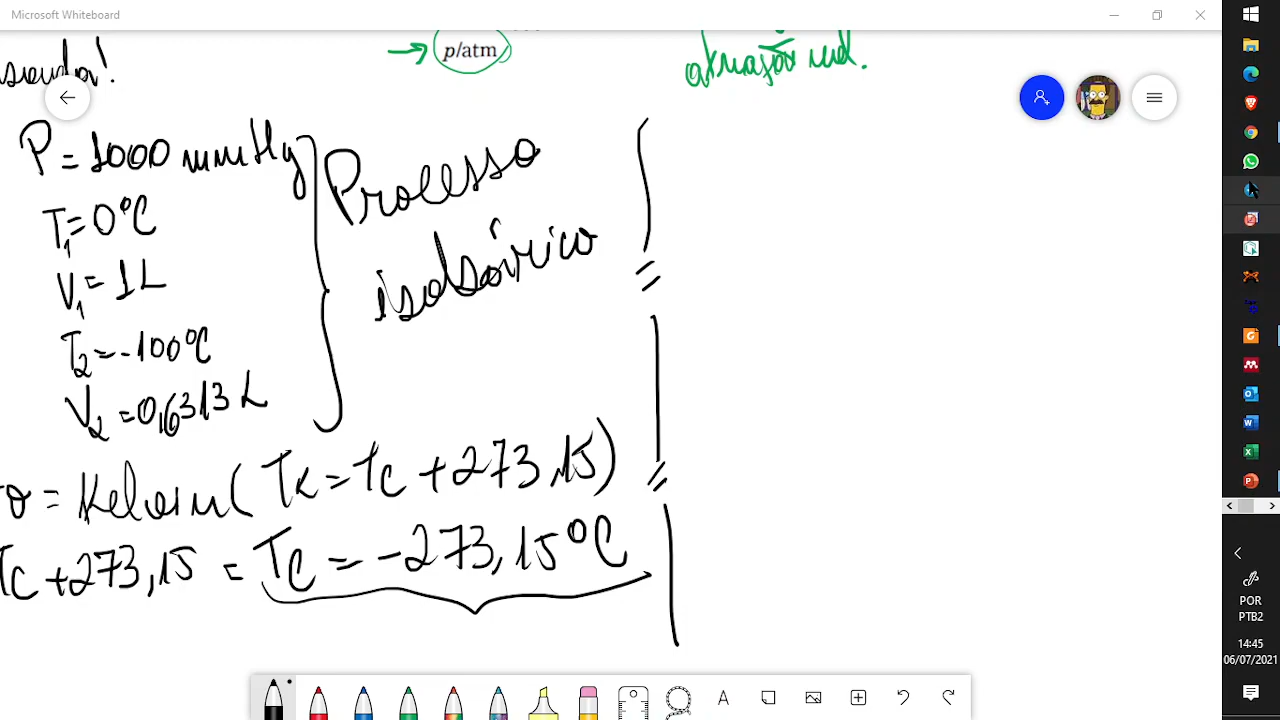 Microsoft Whiteboard
→ p/atm
P = 1000 mmHg
T₁ = 0°C
V₁ = 1L
T₂ = -100°C
V₂ = 0,6313 L
Processo
isobárico
= Kelvin (TK = TC + 273,15)
TC + 273,15 = TC = -273,15°C
A
POR
PTB2
14:45
06/07/2021